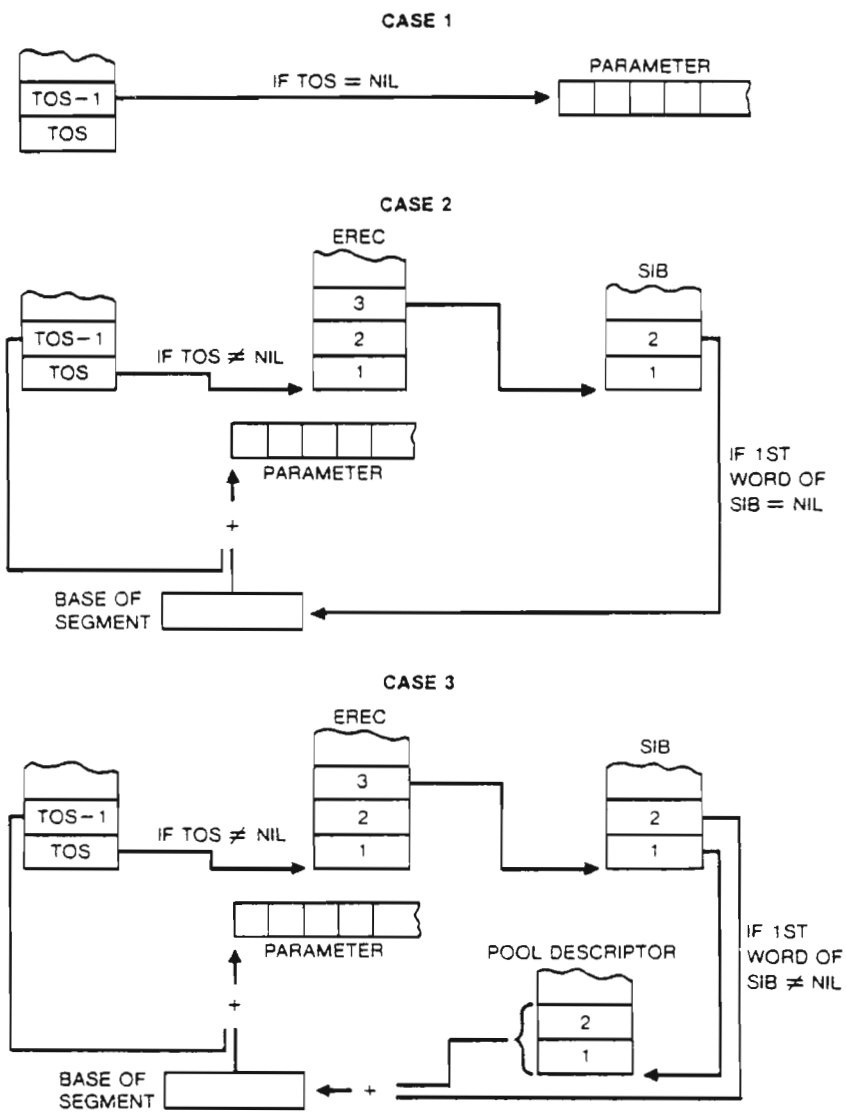 CASE 1
PARAMETER
IF TOS = NIL
TOS-1
TOS
CASE 2
EREC
SIB
3
TOS-1
2
2
IF TOS ≠ NIL
TOS
1
1
PARAMETER
IF 1ST
WORD OF
SIB = NIL
+
BASE OF
SEGMENT
CASE 3
EREC
SIB
3
TOS-1
2
2
IF TOS ≠ NIL
TOS
1
1
PARAMETER
IF 1ST
WORD OF
SIB ≠ NIL
POOL DESCRIPTOR
+
2
1
BASE OF
SEGMENT
+